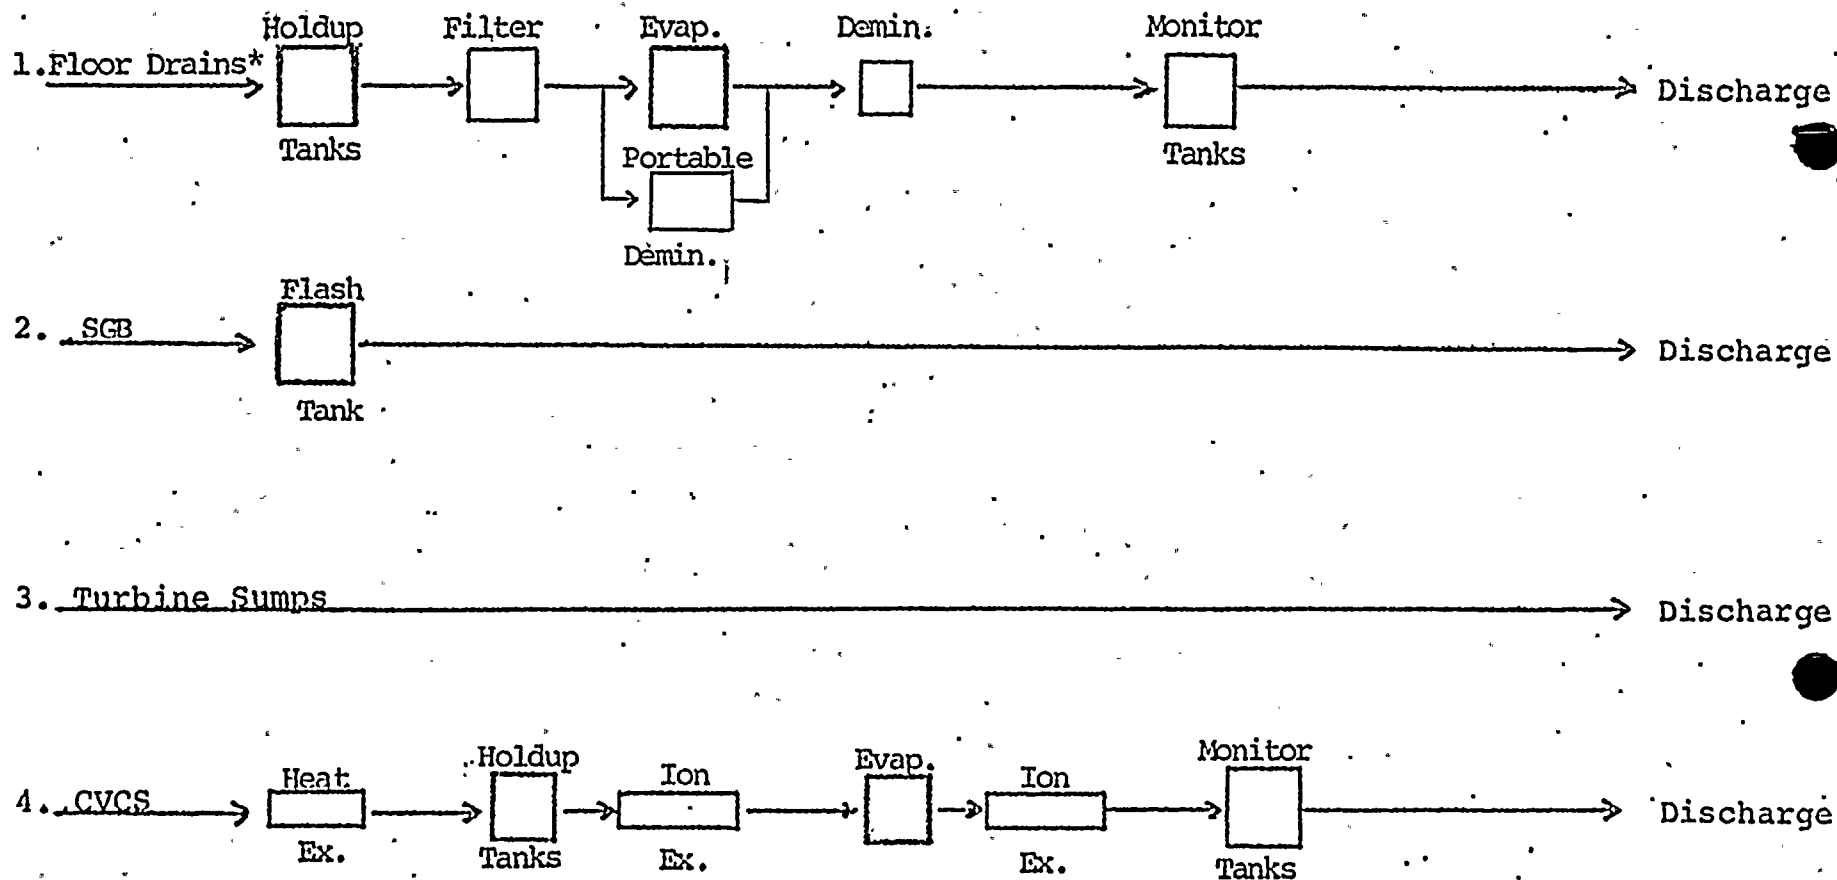 Holdup Filter Evap. Demin. Monitor
1. Floor Drains* Discharge
Tanks Portable Tanks
Demin.
Flash
2. SGB Discharge
Tank
3. Turbine Sumps Discharge
Holdup Evap. Monitor
Heat Ion Ion
4. CVCS Discharge
Ex. Tanks Ex. Ex. Tanks